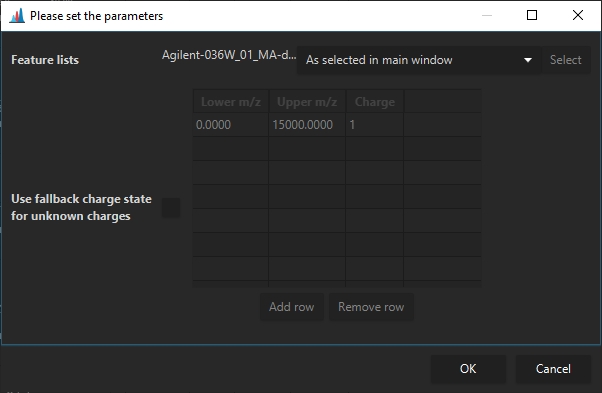 Please set the parameters
Feature lists
Agilent-036W_01_MA-d...
As selected in main window
Select
Lower m/z Upper m/z Charge
0.0000 15000.0000 1
Use fallback charge state
for unknown charges
Add row Remove row
OK Cancel